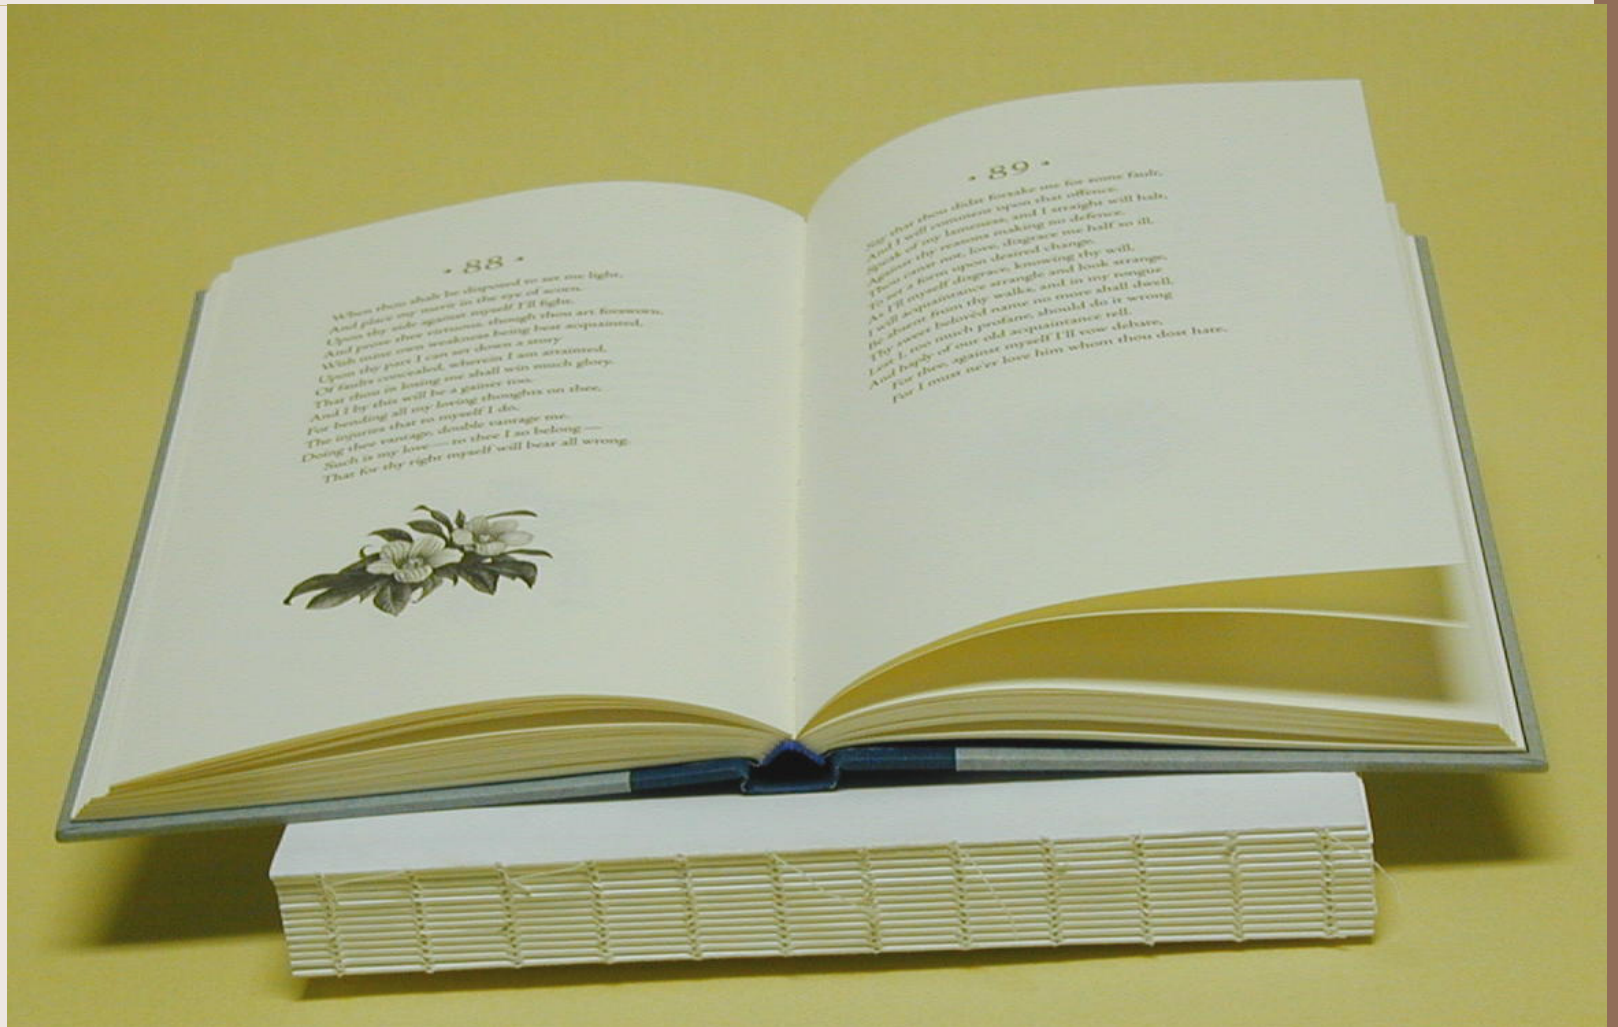 • 88 •
When thou shalt be disposed to set me light,
And place my merit in the eye of scorn,
Upon thy side against myself I'll fight,
And prove thee virtuous, though thou art forsworn.
With mine own weakness being best acquainted,
Upon thy part I can set down a story
Of faults concealed, wherein I am attainted,
That thou in losing me shall win much glory.
And I by this will be a gainer too,
For bending all my loving thoughts on thee,
The injuries that to myself I do,
Doing thee vantage, double vantage me.
Such is my love—to thee I so belong—
That for thy right myself will bear all wrong.
• 89 •
Say that thou didst forsake me for some fault,
And I will comment upon that offence.
Speak of my lameness, and I straight will halt,
Against thy reasons making no defence.
Thou canst not, love, disgrace me half so ill,
To set a form upon desired change,
As I'll myself disgrace, knowing thy will.
I will acquaintance strangle and look strange,
Be absent from thy walks, and in my tongue
Thy sweet belovèd name no more shall dwell,
Lest I, too much profane, should do it wrong
And haply of our old acquaintance tell.
For thee, against myself I'll vow debate,
For I must ne'er love him whom thou dost hate.